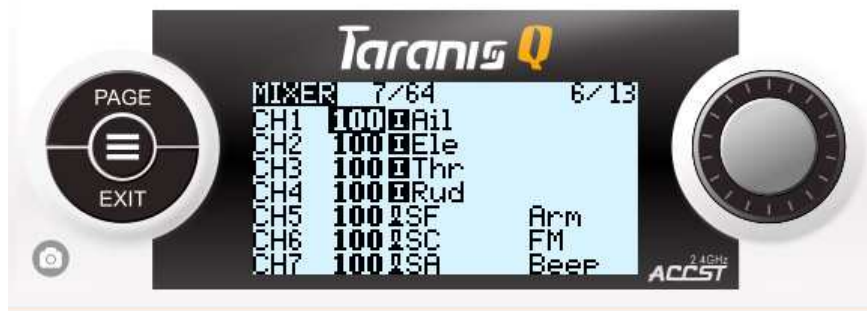 Taranis Q
PAGE
EXIT
MIXER 7/64 6/13
CH1 100 I Ail
CH2 100 I Ele
CH3 100 I Thr
CH4 100 I Rud
CH5 100 SF Arm
CH6 100 SC FM
CH7 100 SA Beep
2.4GHz
ACCST